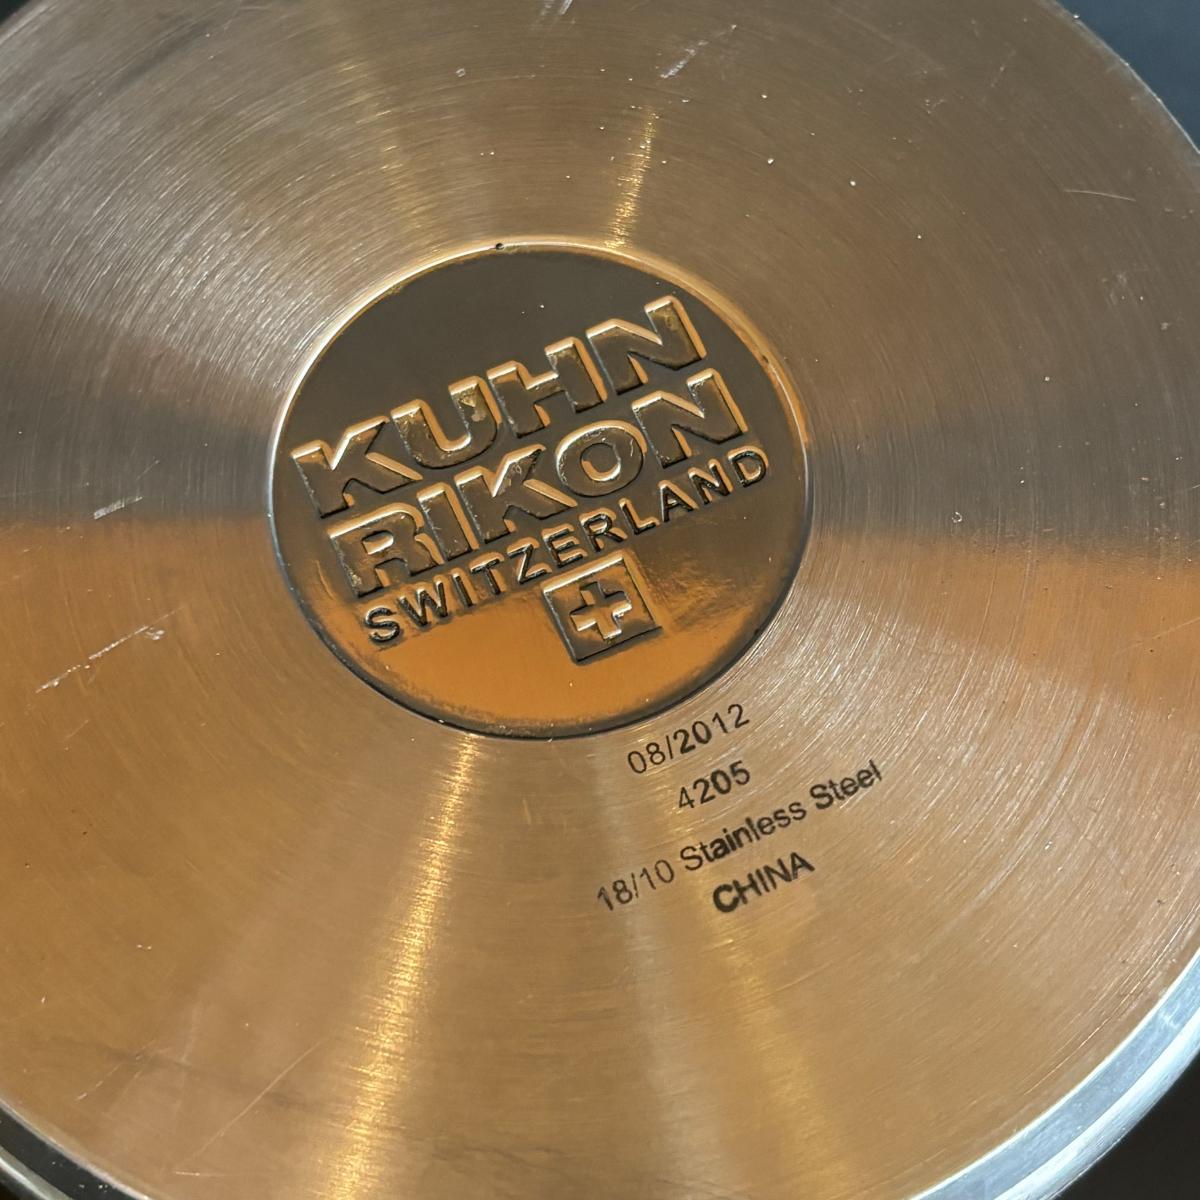 KUHN
RIKON
SWITZERLAND
08/2012
4205
18/10 Stainless Steel
CHINA